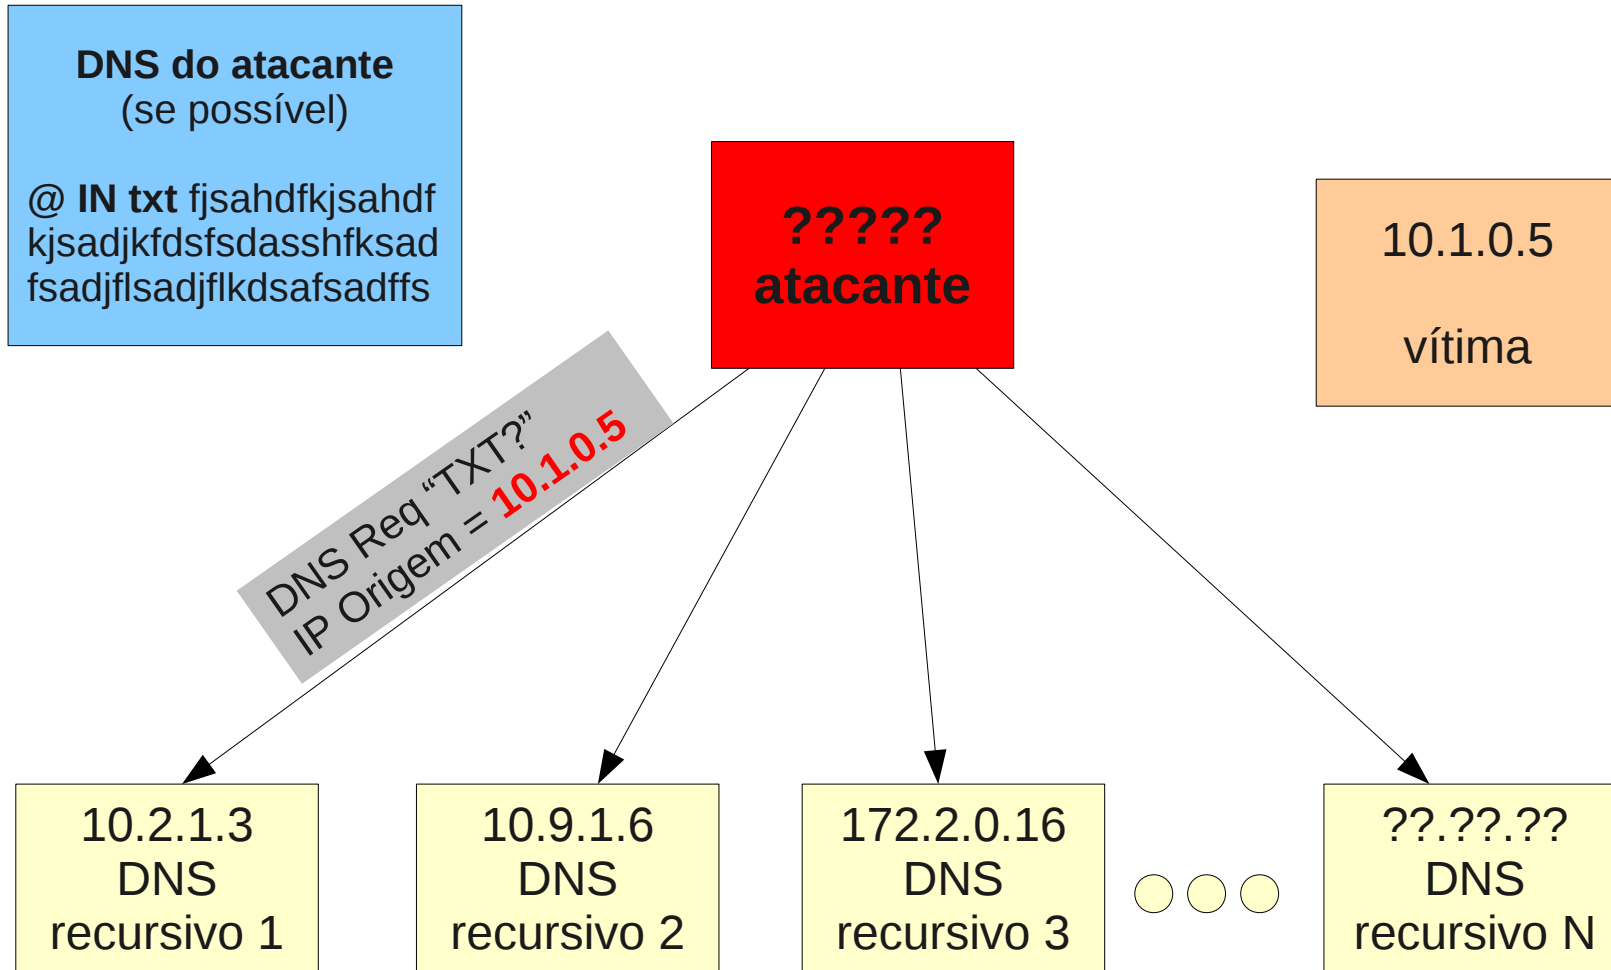 DNS do atacante
(se possível)
@ IN txt fjsahdfkjsahdf
kjsadjkfdsfsdasshfksad
fsadjflsadjflkdsafsadffs
?????
atacante
10.1.0.5
vítima
DNS Req “TXT?”
IP Origem = 10.1.0.5
10.2.1.3
DNS
recursivo 1
10.9.1.6
DNS
recursivo 2
172.2.0.16
DNS
recursivo 3
??.??.??
DNS
recursivo N